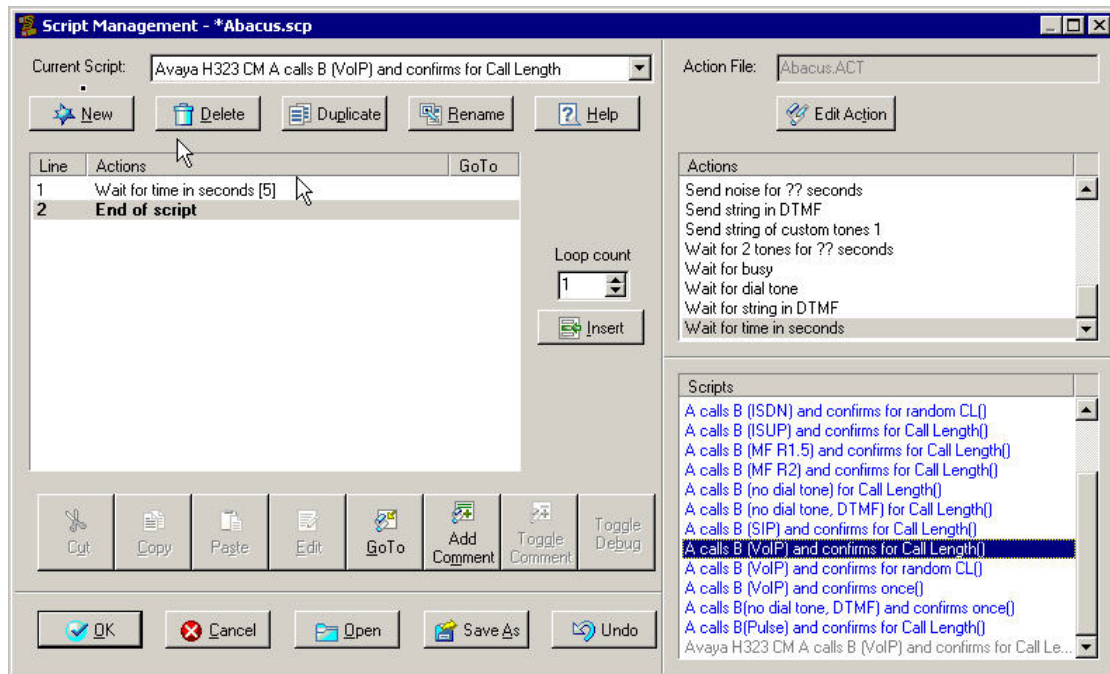 Script Management - *Abacus.scp
Current Script: Avaya H323 CM A calls B (VoIP) and confirms for Call Length
New Delete Duplicate Rename Help
Line Actions GoTo
1 Wait for time in seconds [5]
2 End of script
Loop count
1
Insert
Cut Copy Paste Edit GoTo Add Comment Toggle Comment Toggle Debug
OK Cancel Open Save As Undo
Action File: Abacus.ACT
Edit Action
Actions
Send noise for ?? seconds
Send string in DTMF
Send string of custom tones 1
Wait for 2 tones for ?? seconds
Wait for busy
Wait for dial tone
Wait for string in DTMF
Wait for time in seconds
Scripts
A calls B (ISDN) and confirms for random CL()
A calls B (ISUP) and confirms for Call Length()
A calls B (MF R1.5) and confirms for Call Length()
A calls B (MF R2) and confirms for Call Length()
A calls B (no dial tone) for Call Length()
A calls B (no dial tone, DTMF) for Call Length()
A calls B (SIP) and confirms for Call Length()
A calls B (VoIP) and confirms for Call Length()
A calls B (VoIP) and confirms for random CL()
A calls B (VoIP) and confirms once()
A calls B(no dial tone, DTMF) and confirms once()
A calls B(Pulse) and confirms for Call Length()
Avaya H323 CM A calls B (VoIP) and confirms for Call Le...